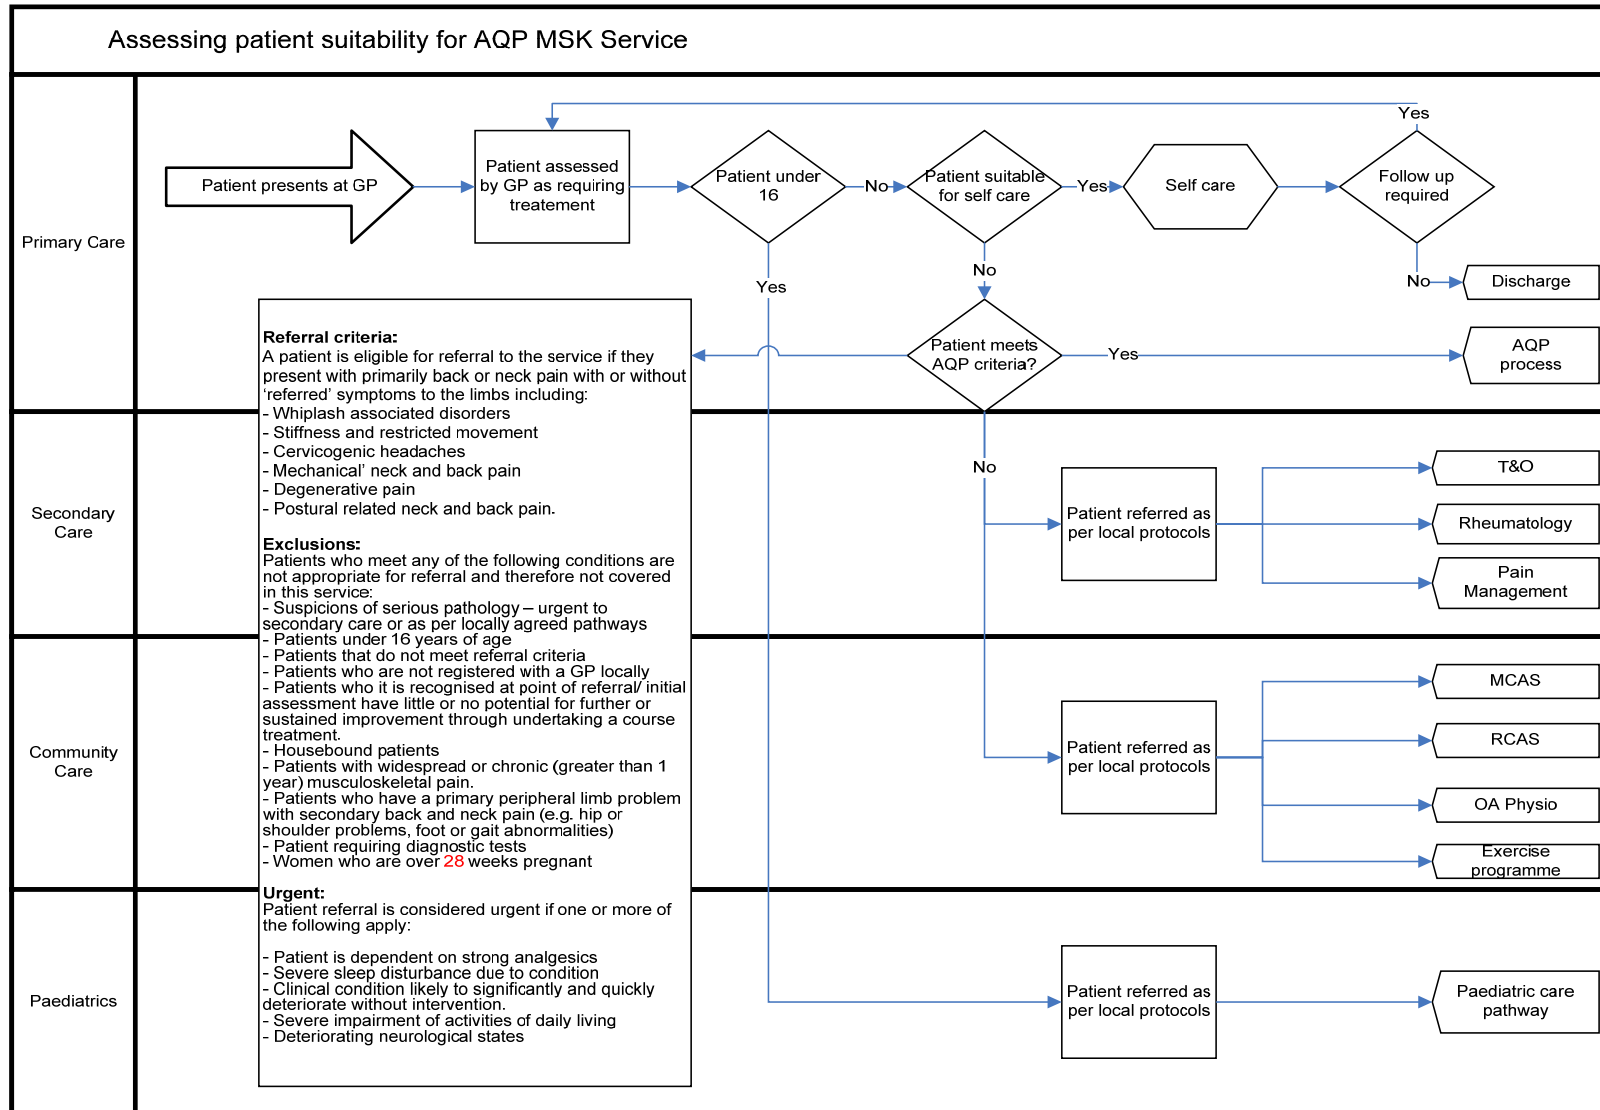 Assessing patient suitability for AQP MSK Service
Primary Care
Patient presents at GP
Patient assessed
by GP as requiring
treatement
Patient under
16
No
Yes
Patient suitable
for self care
Yes
No
Self care
Follow up
required
Yes
No
Discharge
Patient meets
AQP criteria?
Yes
No
AQP
process
Referral criteria:
A patient is eligible for referral to the service if they
present with primarily back or neck pain with or without
‘referred’ symptoms to the limbs including:
- Whiplash associated disorders
- Stiffness and restricted movement
- Cervicogenic headaches
- Mechanical’ neck and back pain
- Degenerative pain
- Postural related neck and back pain.
Exclusions:
Patients who meet any of the following conditions are
not appropriate for referral and therefore not covered
in this service:
- Suspicions of serious pathology – urgent to
secondary care or as per locally agreed pathways
- Patients under 16 years of age
- Patients that do not meet referral criteria
- Patients who are not registered with a GP locally
- Patients who it is recognised at point of referral/ initial
assessment have little or no potential for further or
sustained improvement through undertaking a course
treatment.
- Housebound patients
- Patients with widespread or chronic (greater than 1
year) musculoskeletal pain.
- Patients who have a primary peripheral limb problem
with secondary back and neck pain (e.g. hip or
shoulder problems, foot or gait abnormalities)
- Patient requiring diagnostic tests
- Women who are over 28 weeks pregnant
Urgent:
Patient referral is considered urgent if one or more of
the following apply:
- Patient is dependent on strong analgesics
- Severe sleep disturbance due to condition
- Clinical condition likely to significantly and quickly
deteriorate without intervention.
- Severe impairment of activities of daily living
- Deteriorating neurological states
Secondary
Care
Patient referred as
per local protocols
T&O
Rheumatology
Pain
Management
Community
Care
Patient referred as
per local protocols
MCAS
RCAS
OA Physio
Exercise
programme
Paediatrics
Patient referred as
per local protocols
Paediatric care
pathway